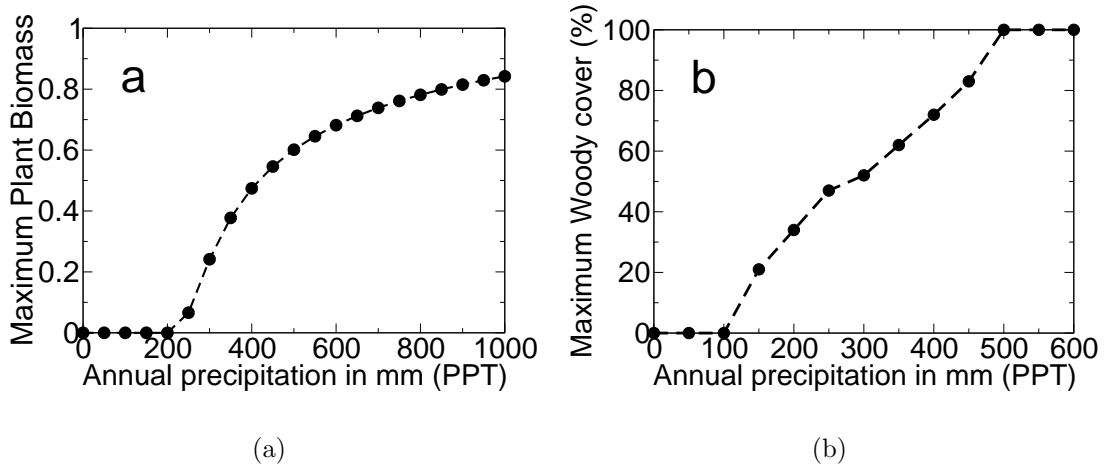 a
Maximum Plant Biomass
1
0.8
0.6
0.4
0.2
0
0 200 400 600 800 1000
Annual precipitation in mm (PPT)
(a)
b
Maximum Woody cover (%)
100
80
60
40
20
0
0 100 200 300 400 500 600
Annual precipitation in mm (PPT)
(b)